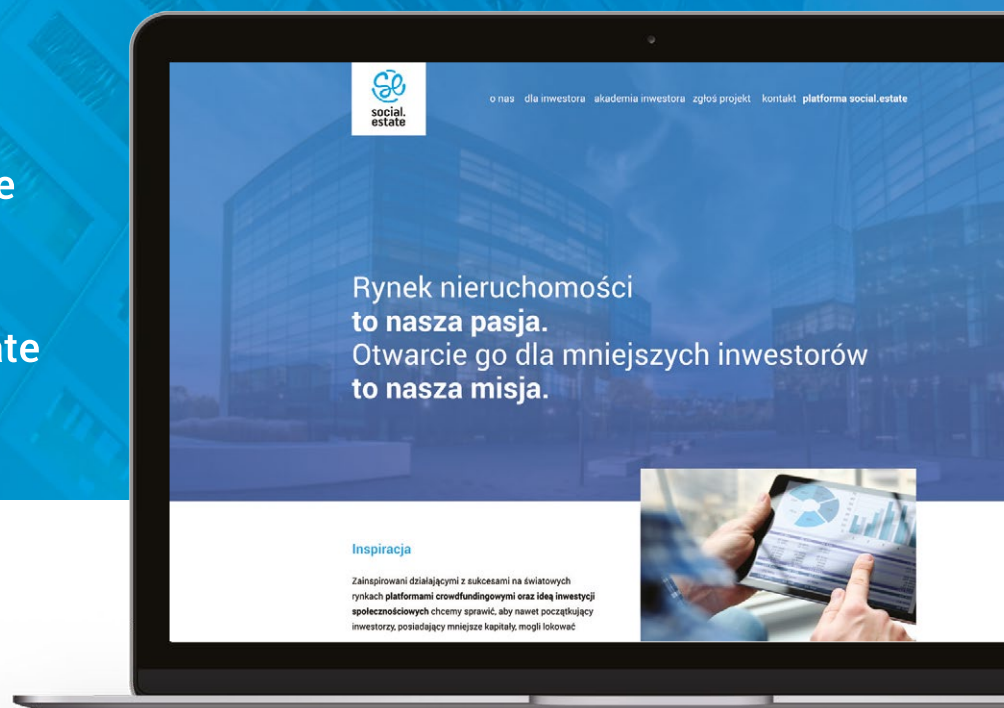 social.
estate
o nas dla inwestora akademia inwestora zgłoś projekt kontakt platforma social.estate
Rynek nieruchomości
to nasza pasja.
Otwarcie go dla mniejszych inwestorów
to nasza misja.
Inspiracja
Zainspirowani działającymi z sukcesami na światowych
rynkach platformami crowdfundingowymi oraz ideą inwestycji
społecznościowych chcemy sprawić, aby nawet początkujący
inwestorzy, posiadający mniejsze kapitały, mogli lokować